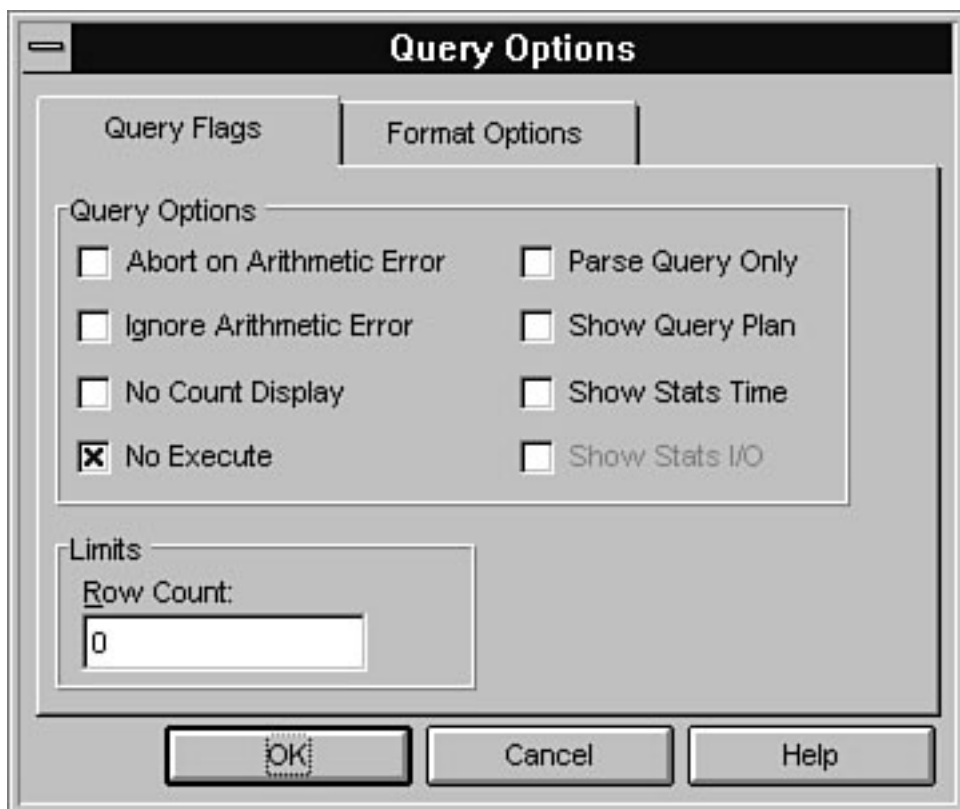 Query Options
Query Flags
Format Options
Query Options
Abort on Arithmetic Error
Parse Query Only
Ignore Arithmetic Error
Show Query Plan
No Count Display
Show Stats Time
No Execute
Show Stats I/O
Limits
Row Count:
0
OK
Cancel
Help